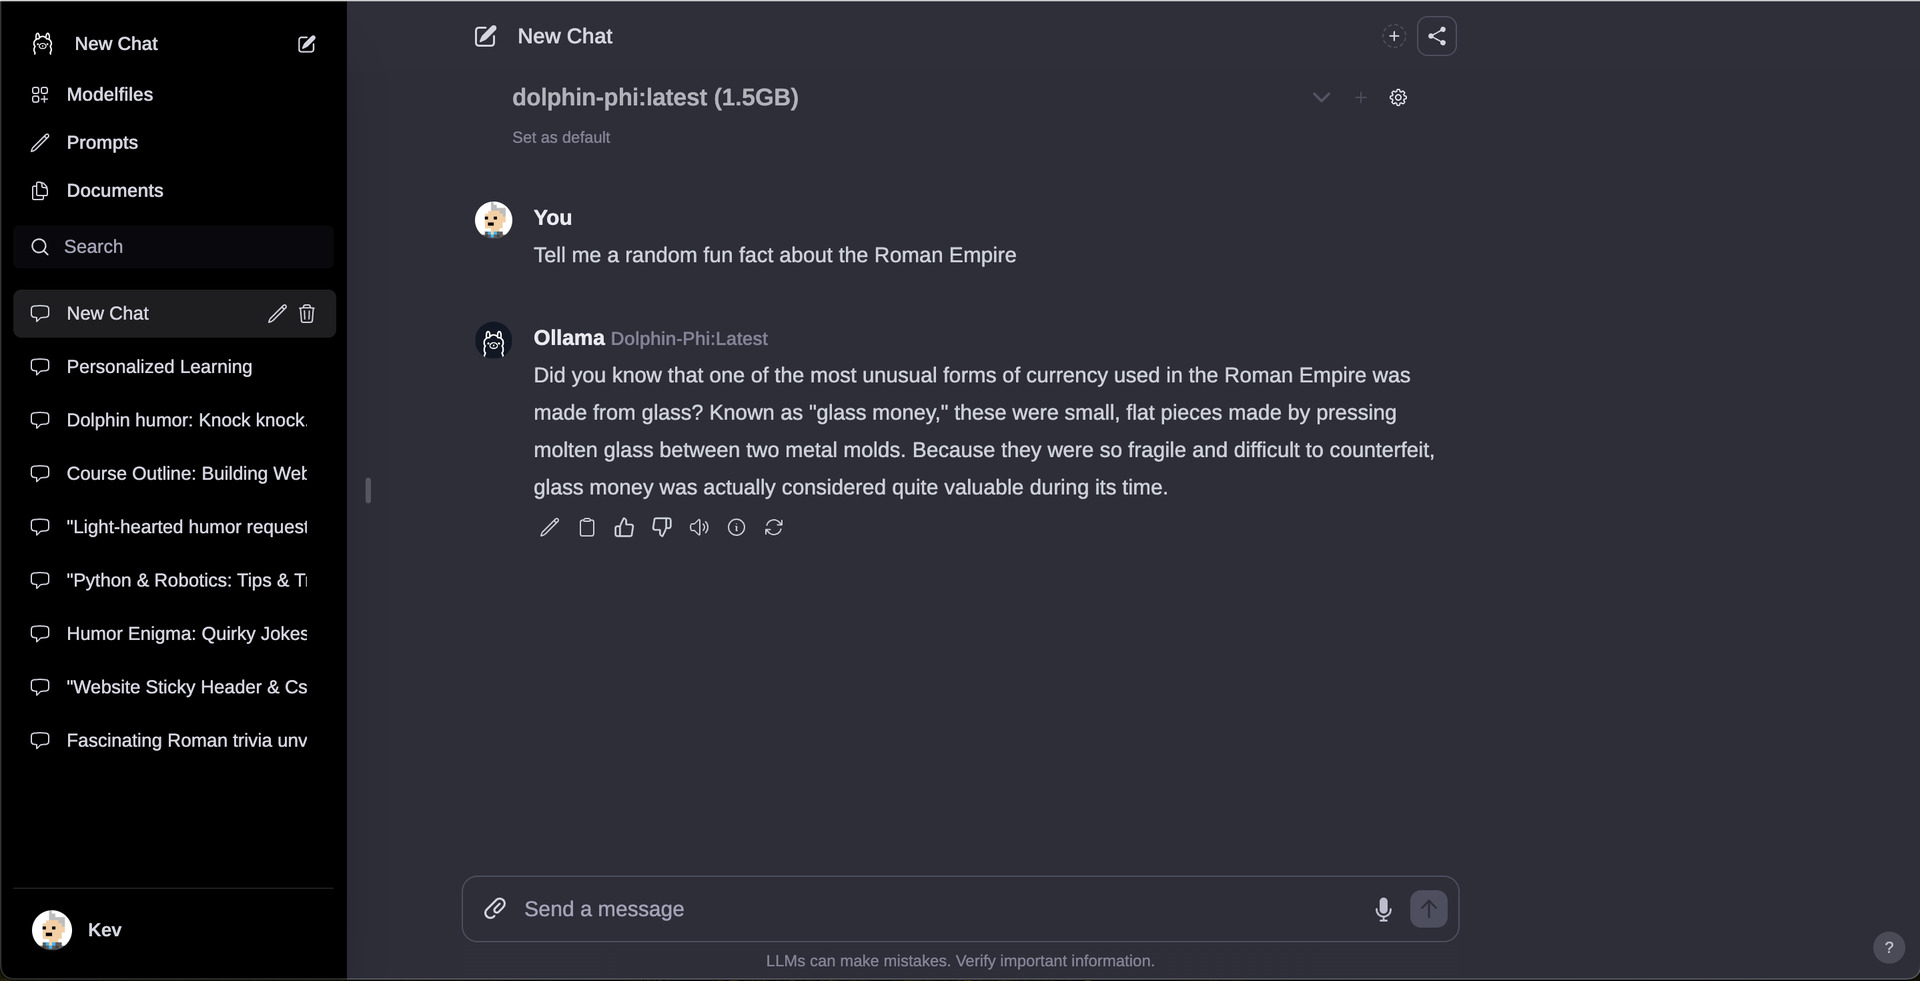 New Chat
Modelfiles
Prompts
Documents
Search
New Chat
Personalized Learning
Dolphin humor: Knock knock.
Course Outline: Building Web
"Light-hearted humor request
"Python & Robotics: Tips & Tr
Humor Enigma: Quirky Jokes
"Website Sticky Header & Cs
Fascinating Roman trivia unv
Kev
New Chat
dolphin-phi:latest (1.5GB)
Set as default
You
Tell me a random fun fact about the Roman Empire
Ollama Dolphin-Phi:Latest
Did you know that one of the most unusual forms of currency used in the Roman Empire was
made from glass? Known as "glass money," these were small, flat pieces made by pressing
molten glass between two metal molds. Because they were so fragile and difficult to counterfeit,
glass money was actually considered quite valuable during its time.
Send a message
LLMs can make mistakes. Verify important information.
?